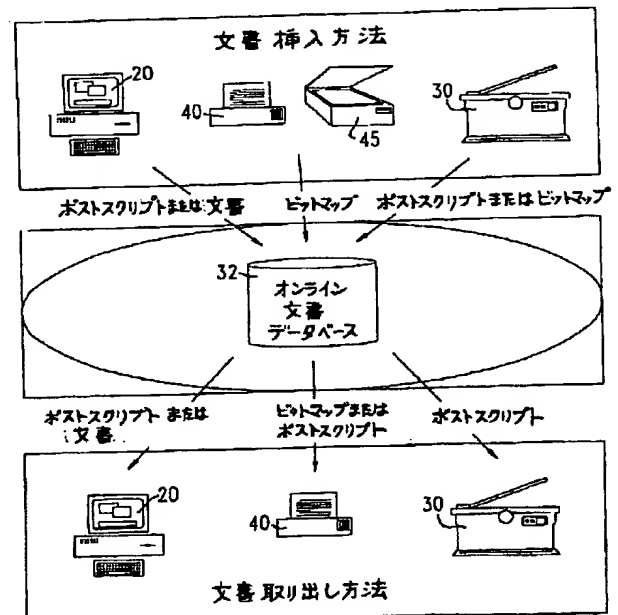 文書 挿入方法
20
40
45
30
ポストスクリプトまたは文書
ビットマップ
ポストスクリプトまたはビットマップ
32
オンライン
文書
データベース
ポストスクリプト または
文書
ビットマップまたは
ポストスクリプト
ポストスクリプト
20
40
30
文書取り出し方法